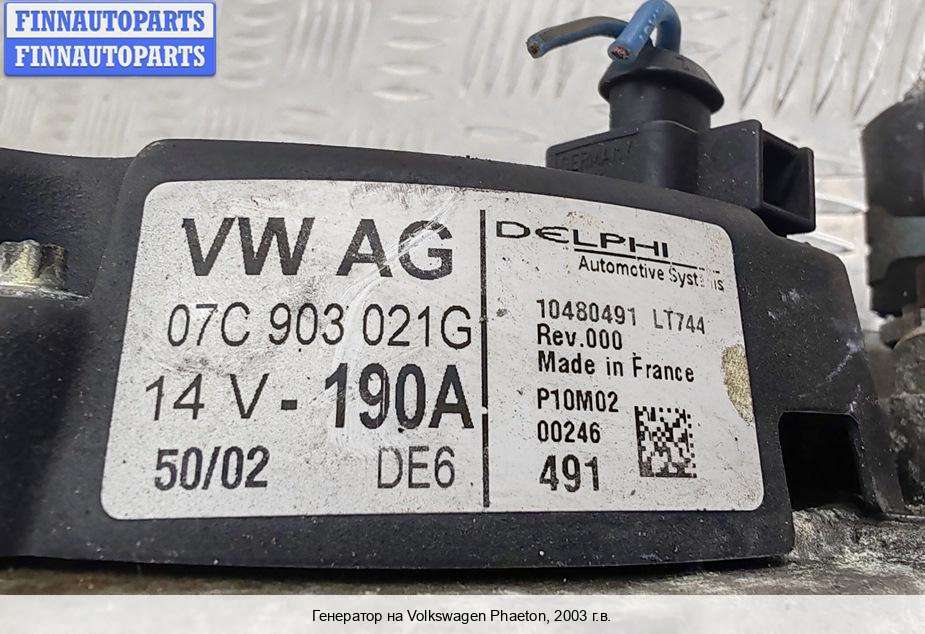 FINNAUTOPARTS
FINNAUTOPARTS
GERMANY
VW AG
07C 903 021G
14 V - 190A
50/02 DE6
DELPHI
Automotive Systems
10480491 LT744
Rev.000
Made in France
P10M02
00246
491
Генератор на Volkswagen Phaeton, 2003 г.в.